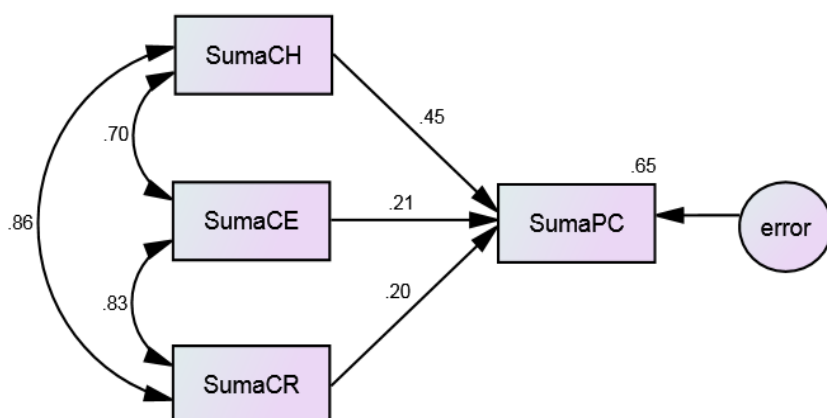 SumaCH
.45
.70
.65
SumaCE
.21
SumaPC
error
.86
.83
.20
SumaCR